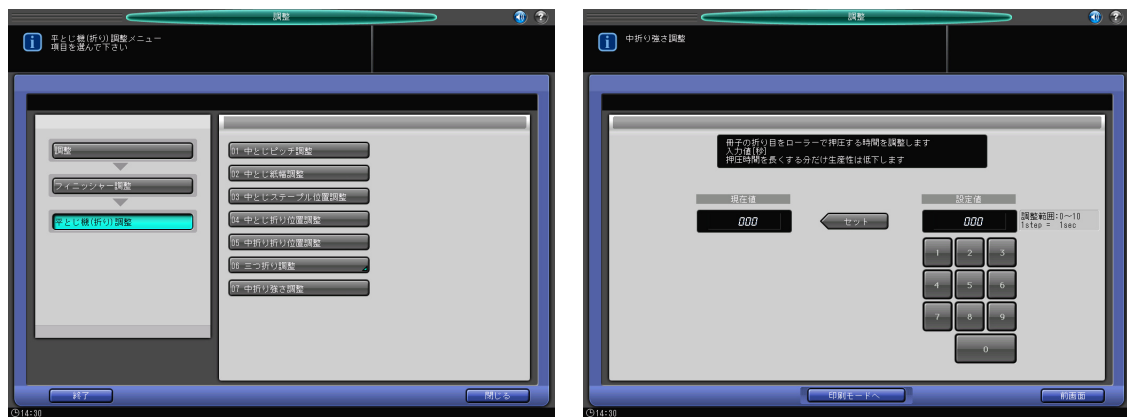 調整
平とじ機(折り)調整メニュー
項目を選んで下さい
調整
フィニッシャー調整
平とじ機(折り)調整
01 中とじピッチ調整
02 中とじ紙幅調整
03 中とじステープル位置調整
04 中とじ折り位置調整
05 中折り折り位置調整
06 三つ折り調整
07 中折り強さ調整
終了
閉じる
14:30
調整
中折り強さ調整
冊子の折り目をローラーで押圧する時間を調整します
入力値[秒]
押圧時間を長くする分だけ生産性は低下します
現在値
設定値
000
セット
000
調整範囲:0～10
1step = 1sec
1 2 3
4 5 6
7 8 9
0
印刷モードへ
前画面
14:30